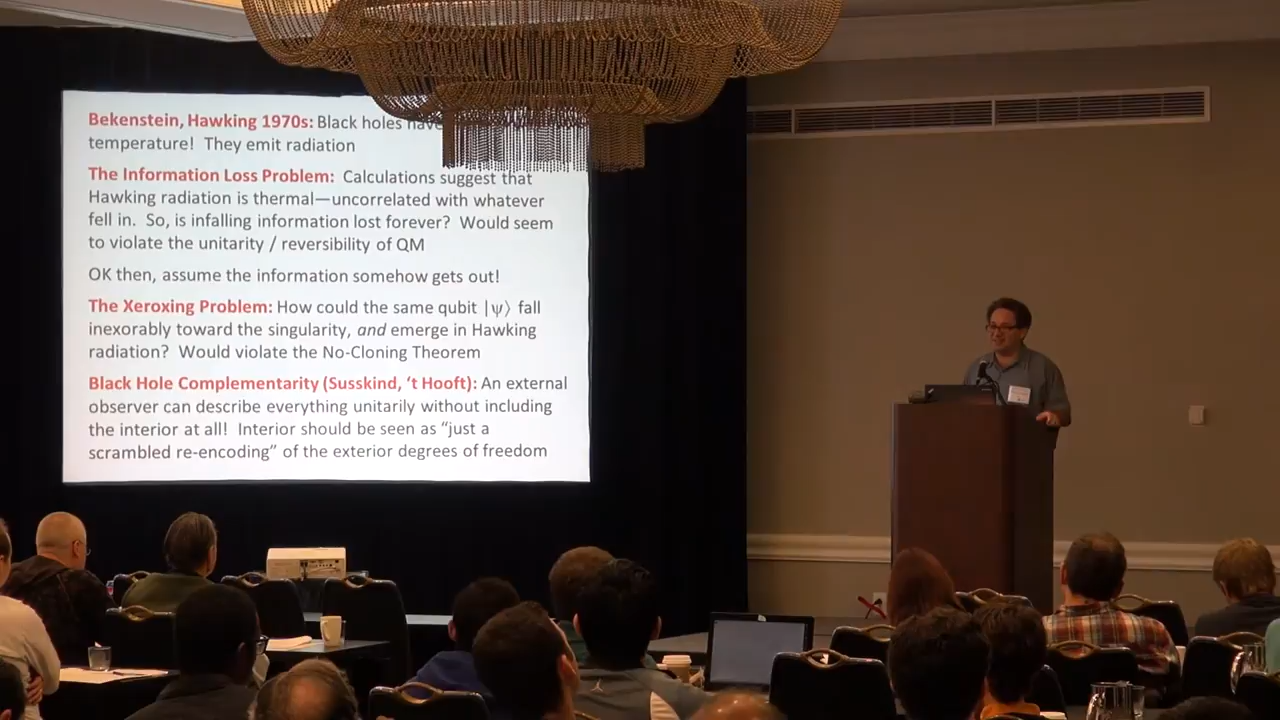 Bekenstein, Hawking 1970s: Black holes have
temperature! They emit radiation
The Information Loss Problem: Calculations suggest that
Hawking radiation is thermal—uncorrelated with whatever
fell in. So, is infalling information lost forever? Would seem
to violate the unitarity / reversibility of QM
OK then, assume the information somehow gets out!
The Xeroxing Problem: How could the same qubit |ψ⟩ fall
inexorably toward the singularity, and emerge in Hawking
radiation? Would violate the No-Cloning Theorem
Black Hole Complementarity (Susskind, ‘t Hooft): An external
observer can describe everything unitarily without including
the interior at all! Interior should be seen as “just a
scrambled re-encoding” of the exterior degrees of freedom